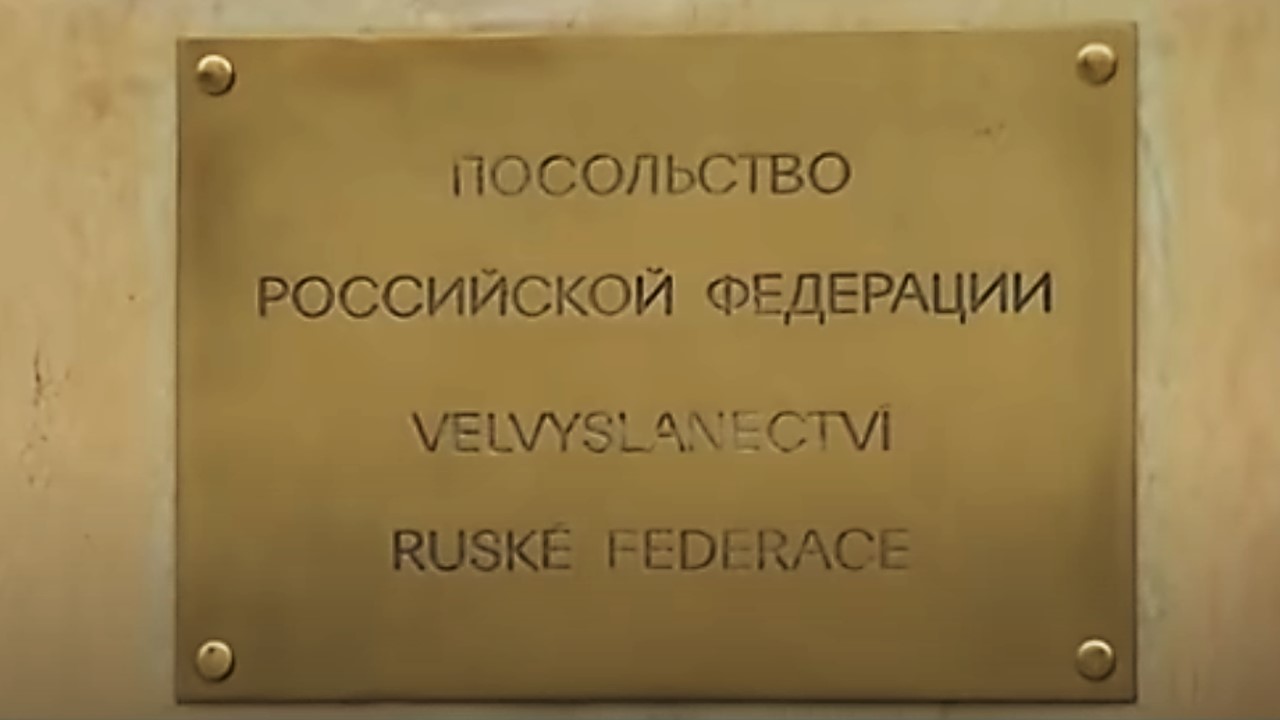 ПОСОЛЬСТВО
РОССИЙСКОЙ ФЕДЕРАЦИИ
VELVYSLANECTVÍ
RUSKÉ FEDERACE